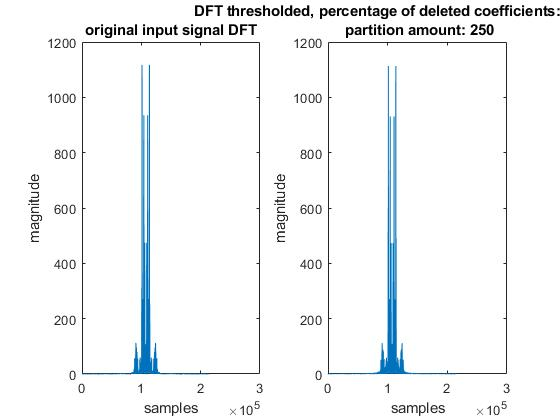 DFT thresholded, percentage of deleted coefficients:
original input signal DFT
partition amount: 250
1200
1000
800
600
400
200
0
magnitude
0 1 2 3
samples
×10^5
1200
1000
800
600
400
200
0
magnitude
0 1 2 3
samples
×10^5